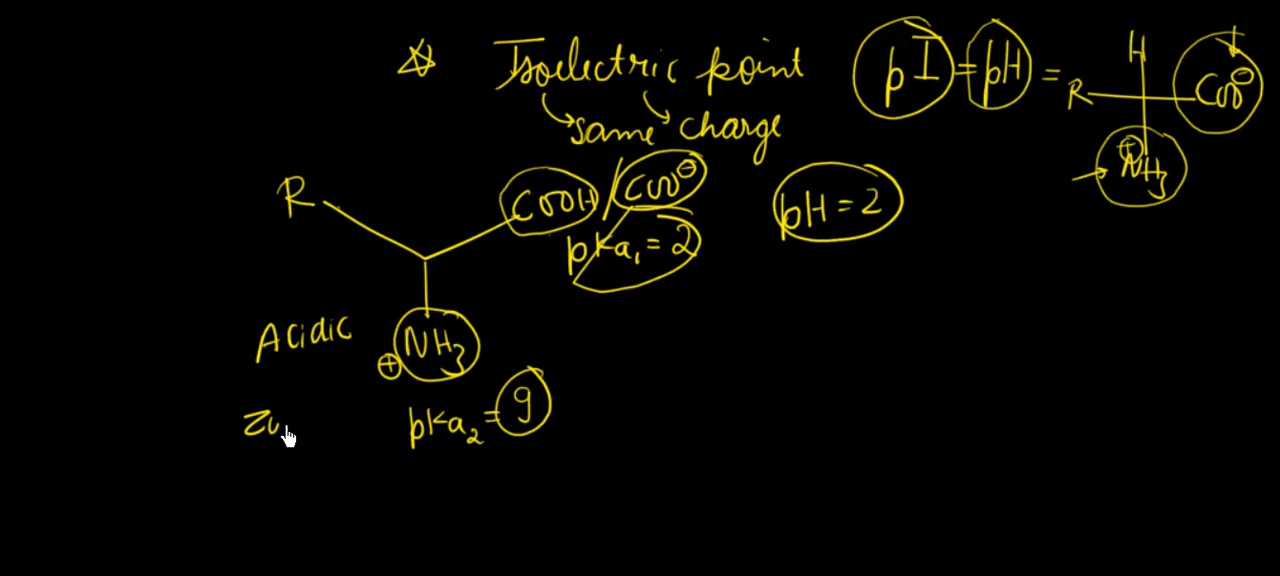 ☆ Isoelectric point
pI = pH =
H
R COO⊖
⊕NH3
same charge
R COOH / COO⊖
pH = 2
pKa1 = 2
Acidic
⊕NH3
pKa2 = 9